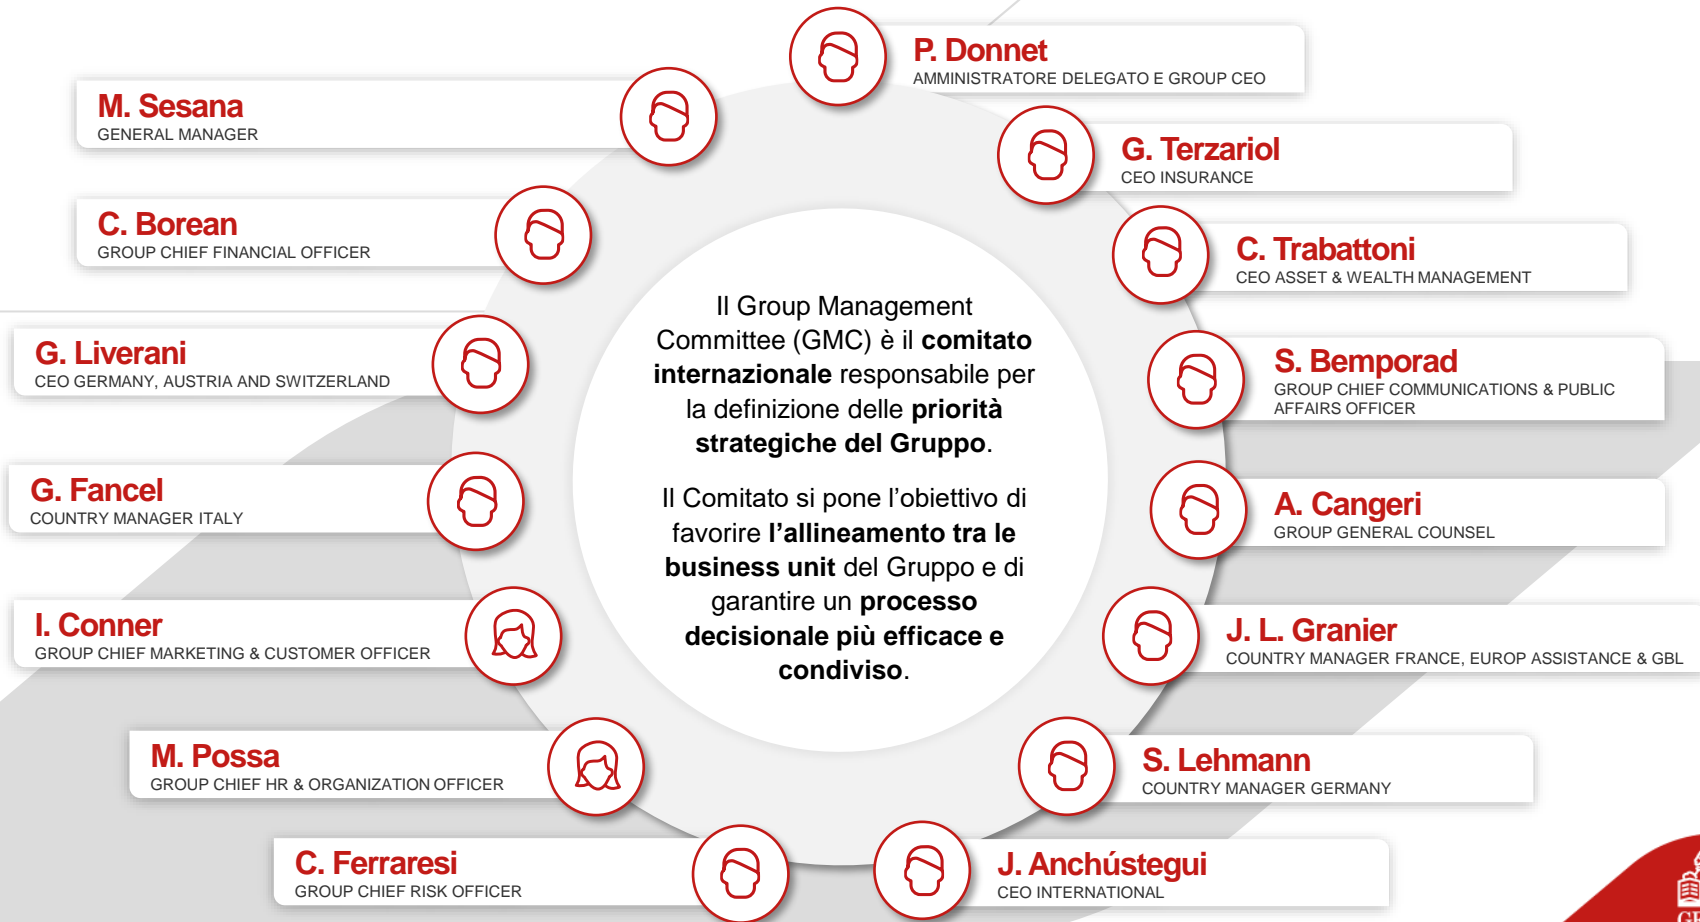 P. Donnet
AMMINISTRATORE DELEGATO E GROUP CEO
M. Sesana
GENERAL MANAGER
G. Terzariol
CEO INSURANCE
C. Borean
GROUP CHIEF FINANCIAL OFFICER
C. Trabattoni
CEO ASSET & WEALTH MANAGEMENT
G. Liverani
CEO GERMANY, AUSTRIA AND SWITZERLAND
S. Bemporad
GROUP CHIEF COMMUNICATIONS & PUBLIC
AFFAIRS OFFICER
G. Fancel
COUNTRY MANAGER ITALY
A. Cangeri
GROUP GENERAL COUNSEL
I. Conner
GROUP CHIEF MARKETING & CUSTOMER OFFICER
J. L. Granier
COUNTRY MANAGER FRANCE, EUROP ASSISTANCE & GBL
M. Possa
GROUP CHIEF HR & ORGANIZATION OFFICER
S. Lehmann
COUNTRY MANAGER GERMANY
C. Ferraresi
GROUP CHIEF RISK OFFICER
J. Anchústegui
CEO INTERNATIONAL
Il Group Management
Committee (GMC) è il comitato
internazionale responsabile per
la definizione delle priorità
strategiche del Gruppo.
Il Comitato si pone l’obiettivo di
favorire l’allineamento tra le
business unit del Gruppo e di
garantire un processo
decisionale più efficace e
condiviso.